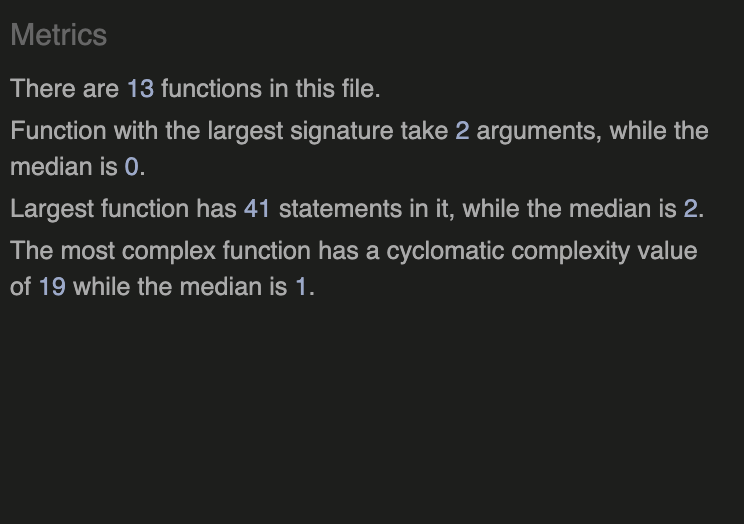 Metrics
There are 13 functions in this file.
Function with the largest signature take 2 arguments, while the
median is 0.
Largest function has 41 statements in it, while the median is 2.
The most complex function has a cyclomatic complexity value
of 19 while the median is 1.